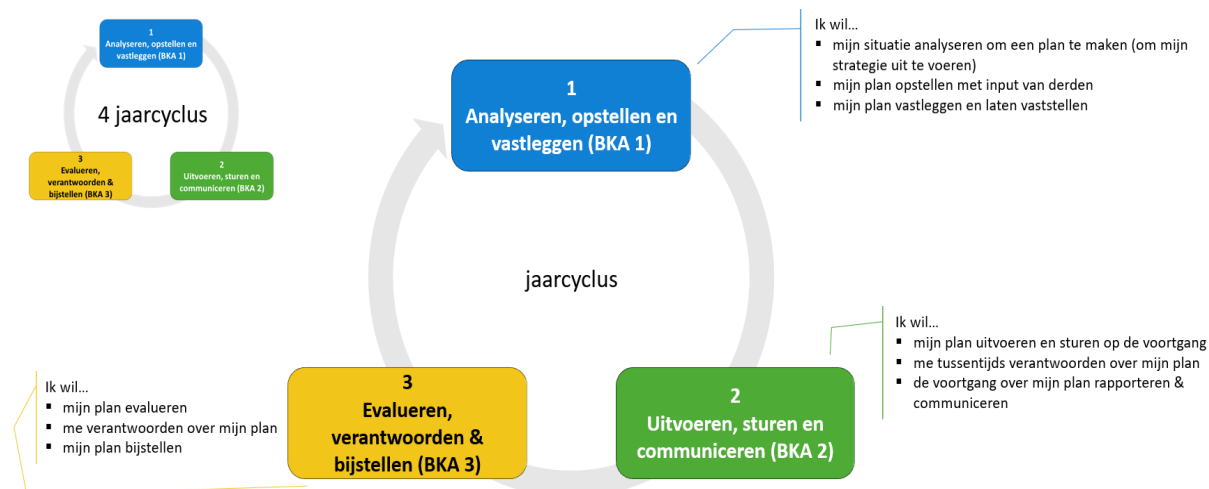 1
Analyseren, opstellen en
vastleggen (BKA 1)
4 jaarcyclus
3
Evalueren,
verantwoorden &
bijstellen (BKA 3)
2
Uitvoeren, sturen en
communiceren (BKA 2)
Ik wil...
▪ mijn situatie analyseren om een plan te maken (om mijn
strategie uit te voeren)
▪ mijn plan opstellen met input van derden
▪ mijn plan vastleggen en laten vaststellen
1
Analyseren, opstellen en
vastleggen (BKA 1)
jaarcyclus
Ik wil...
▪ mijn plan uitvoeren en sturen op de voortgang
▪ me tussentijds verantwoorden over mijn plan
▪ de voortgang over mijn plan rapporteren &
communiceren
2
Uitvoeren, sturen en
communiceren (BKA 2)
3
Evalueren,
verantwoorden &
bijstellen (BKA 3)
Ik wil...
▪ mijn plan evalueren
▪ me verantwoorden over mijn plan
▪ mijn plan bijstellen